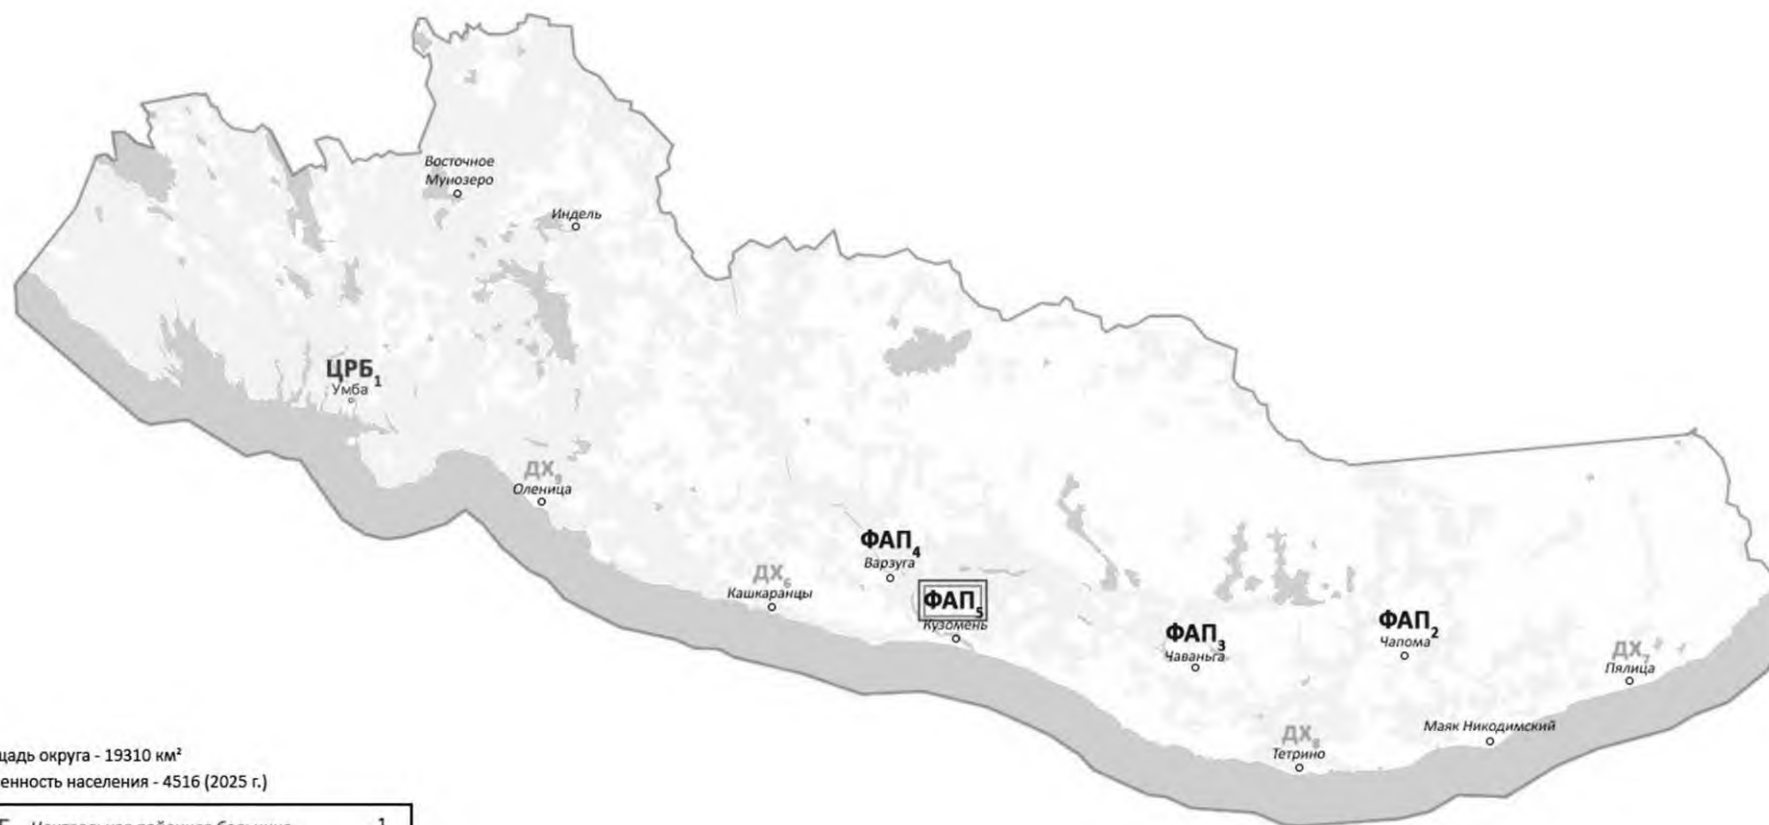 Восточное
Мунозеро
Индель
ЦРБ1
Умба
ДХ9
Оленица
ФАП4
Варзуга
ДХ6
Кашкаранцы
ФАП5
Кузомень
ФАП3
Чаваньга
ФАП2
Чапома
ДХ7
Пялица
Маяк Никодимский
ДХ8
Тетрино
щадь округа - 19310 км²
енность населения - 4516 (2025 г.)